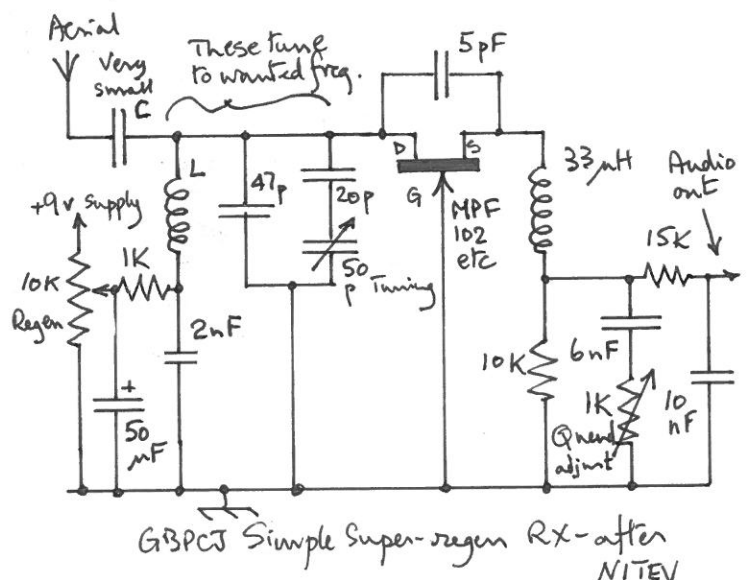 Aerial
Very
small
C
These tune
to wanted freq.
5pF
L
47p
20p
D
S
G
MPF
102
etc
33µH
Audio
out
+9v supply
1K
10K
Regen
50
p Tuning
15K
2nF
10K
6nF
+
50
µF
1K
adjust
10
nF
Simple Super-regen RX-after
N1TEV